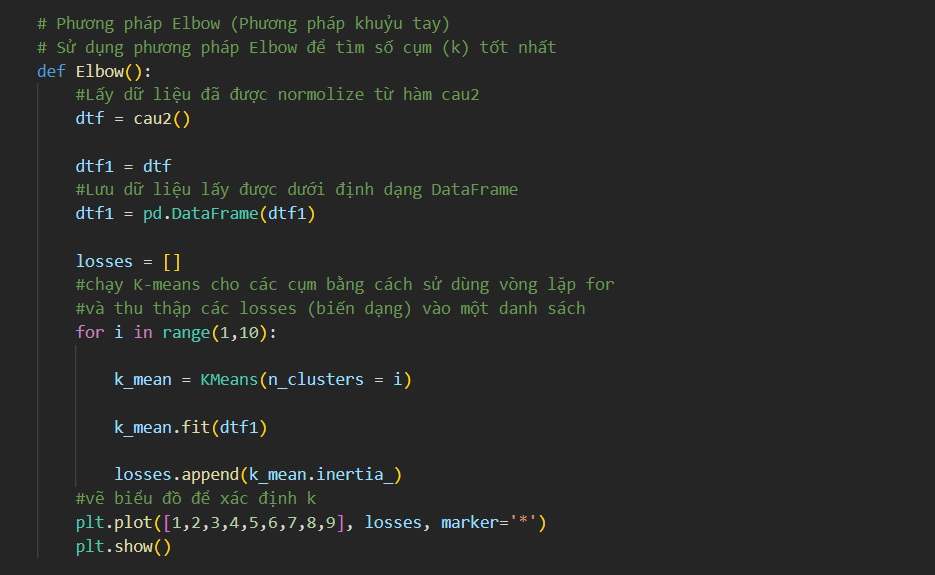 # Phương pháp Elbow (Phương pháp khuỷu tay)
# Sử dụng phương pháp Elbow để tìm số cụm (k) tốt nhất
def Elbow():
    #Lấy dữ liệu đã được normolize từ hàm cau2
    dtf = cau2()
    dtf1 = dtf
    #Lưu dữ liệu lấy được dưới định dạng DataFrame
    dtf1 = pd.DataFrame(dtf1)
    losses = []
    #chạy K-means cho các cụm bằng cách sử dùng vòng lặp for
    #và thu thập các losses (biến dạng) vào một danh sách
    for i in range(1,10):
        k_mean = KMeans(n_clusters = i)
        k_mean.fit(dtf1)
        losses.append(k_mean.inertia_)
    #vẽ biểu đồ để xác định k
    plt.plot([1,2,3,4,5,6,7,8,9], losses, marker='*')
    plt.show()